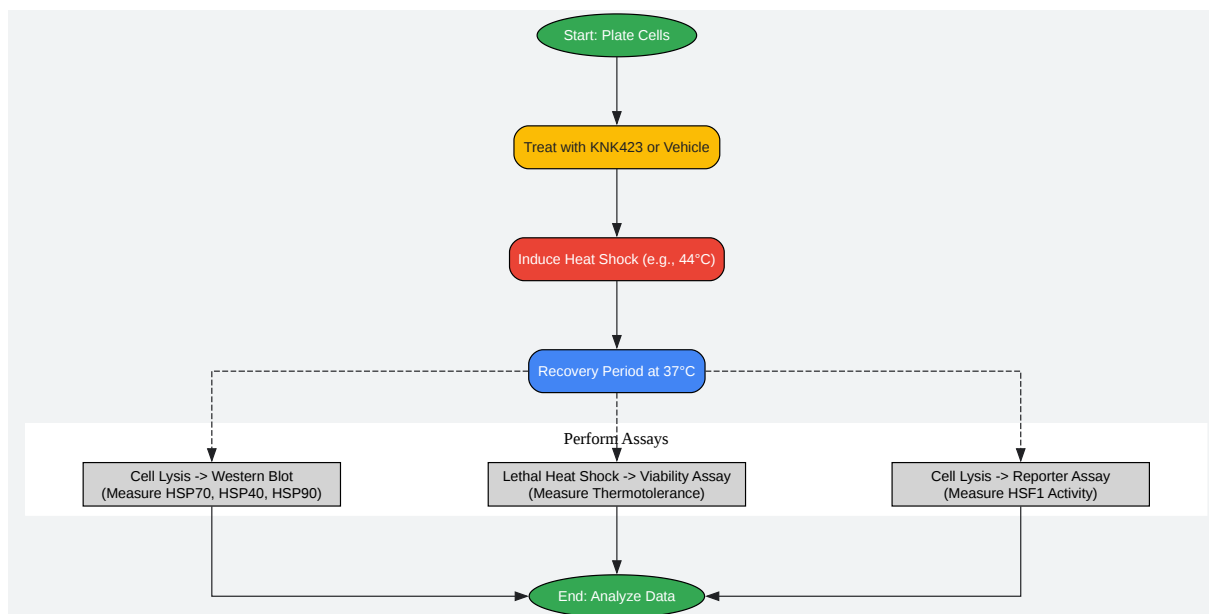 Start: Plate Cells
Treat with KNK423 or Vehicle
Induce Heat Shock (e.g., 44°C)
Recovery Period at 37°C
Perform Assays
Cell Lysis -> Western Blot
(Measure HSP70, HSP40, HSP90)
Lethal Heat Shock -> Viability Assay
(Measure Thermotolerance)
Cell Lysis -> Reporter Assay
(Measure HSF1 Activity)
End: Analyze Data